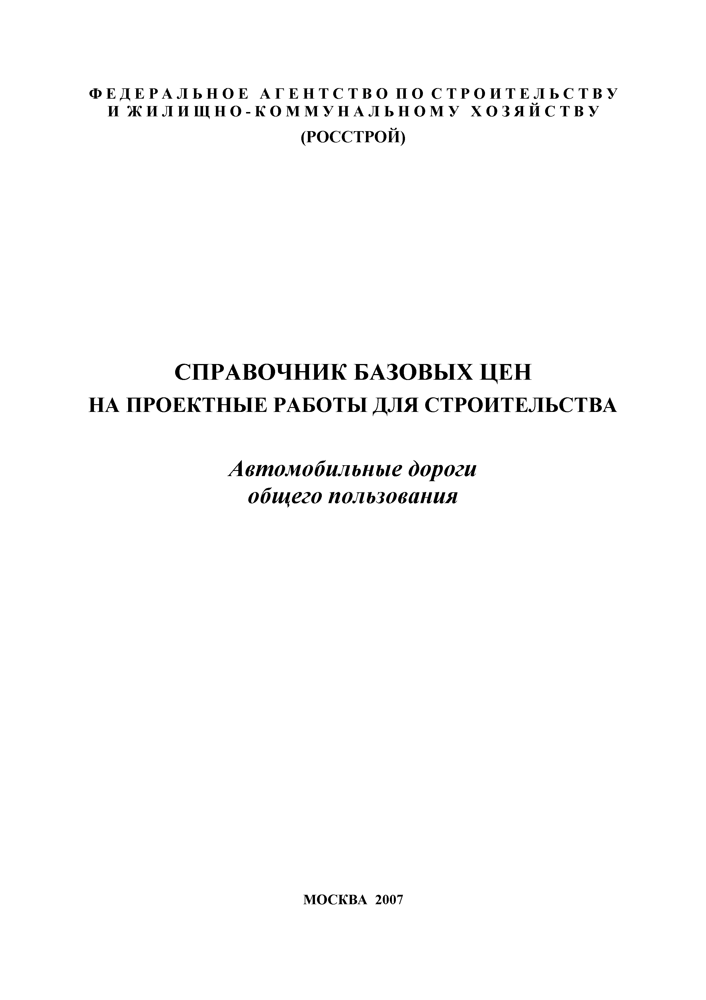 ФЕДЕРАЛЬНОЕ АГЕНТСТВО ПО СТРОИТЕЛЬСТВУ
И ЖИЛИЩНО-КОММУНАЛЬНОМУ ХОЗЯЙСТВУ
(РОССТРОЙ)
СПРАВОЧНИК БАЗОВЫХ ЦЕН
НА ПРОЕКТНЫЕ РАБОТЫ ДЛЯ СТРОИТЕЛЬСТВА
Автомобильные дороги
общего пользования
МОСКВА 2007